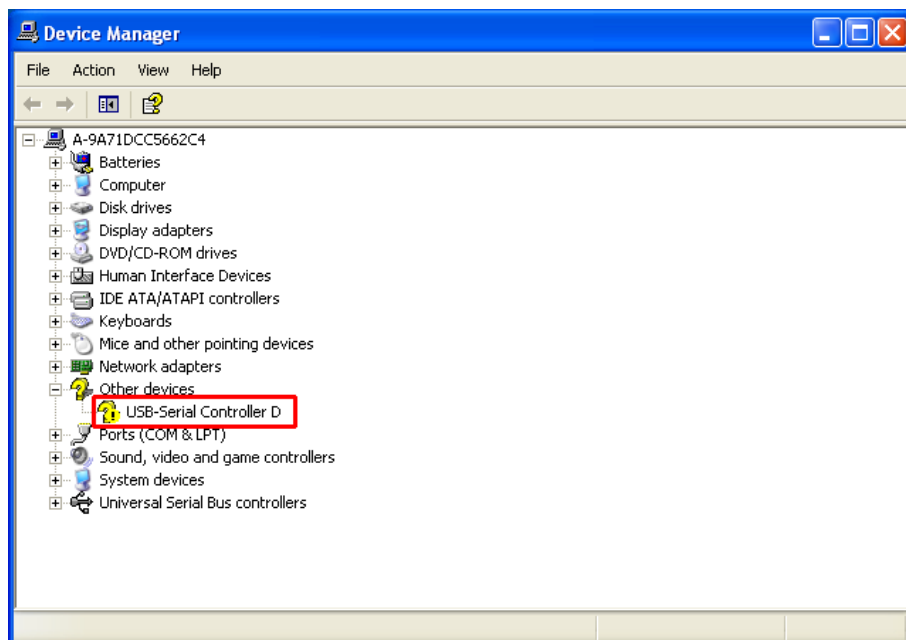 Device Manager
File Action View Help
A-9A71DCC5662C4
Batteries
Computer
Disk drives
Display adapters
DVD/CD-ROM drives
Human Interface Devices
IDE ATA/ATAPI controllers
Keyboards
Mice and other pointing devices
Network adapters
Other devices
USB-Serial Controller D
Ports (COM & LPT)
Sound, video and game controllers
System devices
Universal Serial Bus controllers